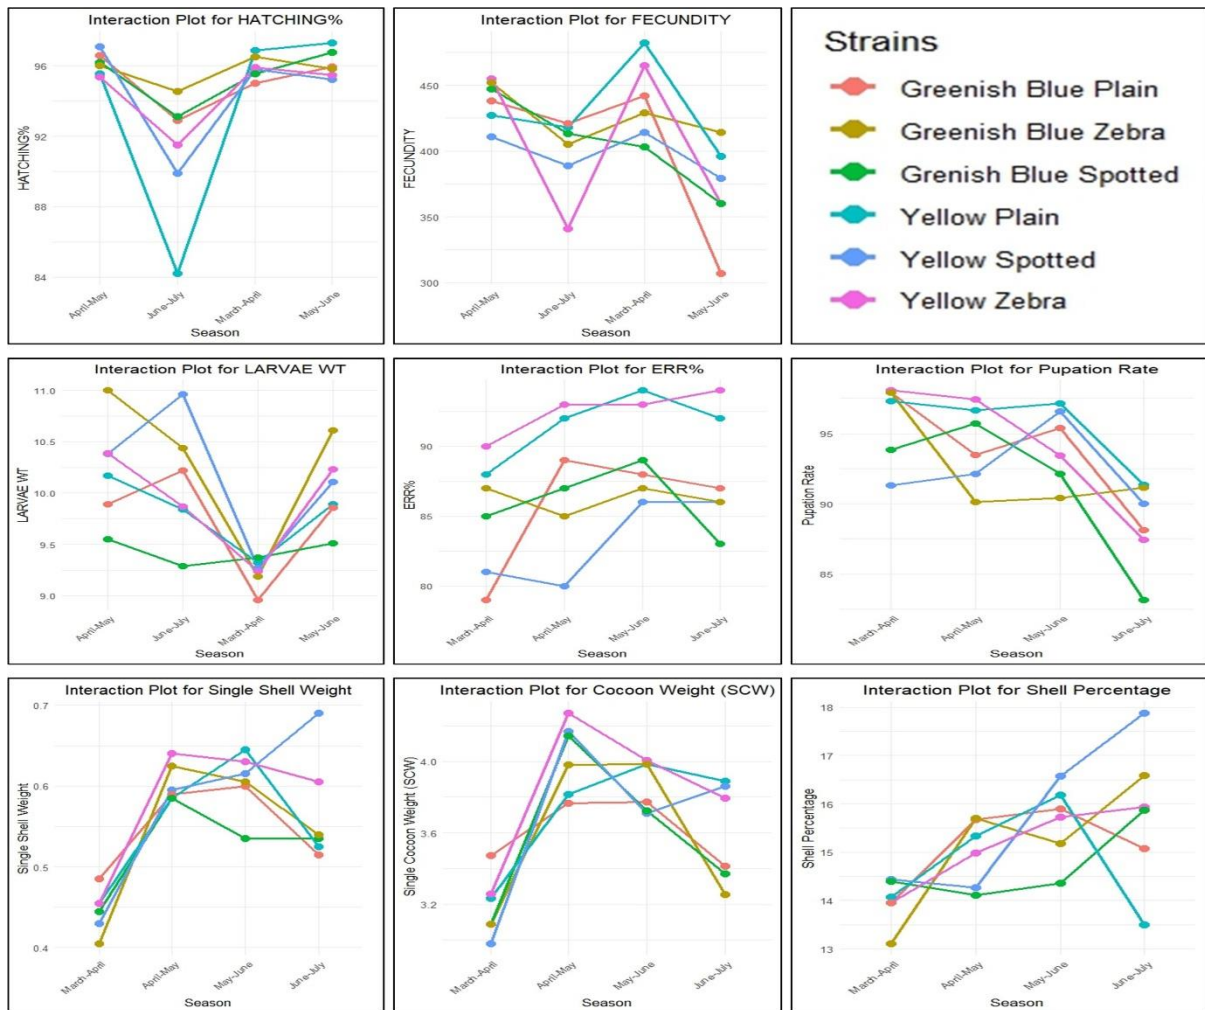 Interaction Plot for HATCHING%
HATCHING%
96
92
88
84
April-May
June-July
March-April
May-June
Season
Interaction Plot for FECUNDITY
FECUNDITY
450
400
350
300
April-May
June-July
March-April
May-June
Season
Strains
Greenish Blue Plain
Greenish Blue Zebra
Grenish Blue Spotted
Yellow Plain
Yellow Spotted
Yellow Zebra
Interaction Plot for LARVAE WT
LARVAE WT
11.0
10.5
10.0
9.5
9.0
April-May
June-July
March-April
May-June
Season
Interaction Plot for ERR%
ERR%
90
85
80
March-April
April-May
May-June
June-July
Season
Interaction Plot for Pupation Rate
Pupation Rate
95
90
85
March-April
April-May
May-June
June-July
Season
Interaction Plot for Single Shell Weight
Single Shell Weight
0.7
0.6
0.5
0.4
March-April
April-May
May-June
June-July
Season
Interaction Plot for Cocoon Weight (SCW)
Single Cocoon Weight (SCW)
4.0
3.6
3.2
March-April
April-May
May-June
June-July
Season
Interaction Plot for Shell Percentage
Shell Percentage
18
17
16
15
14
13
March-April
April-May
May-June
June-July
Season